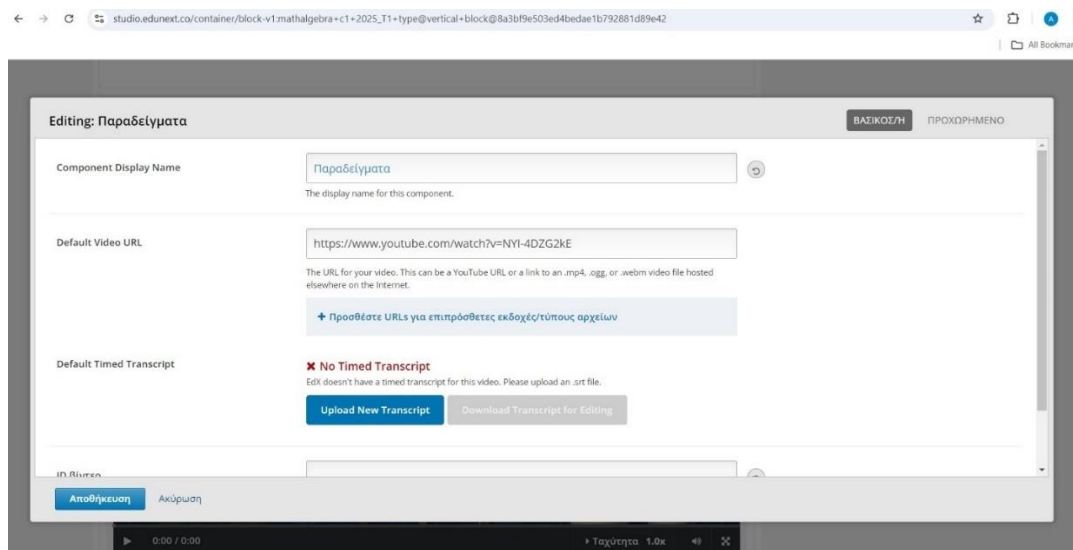 studio.edunext.co/container/block-v1:mathalgebra+c1+2025_T1+type@vertical+block@8a3bf9e503ed4bedae1b792881d89e42
A
All Bookmar
Editing: Παραδείγματα
ΒΑΣΙΚΟΣ/Η
ΠΡΟΧΩΡΗΜΕΝΟ
Component Display Name
Παραδείγματα
The display name for this component.
Default Video URL
https://www.youtube.com/watch?v=NYI-4DZG2kE
The URL for your video. This can be a YouTube URL or a link to an .mp4, .ogg, or .webm video file hosted
elsewhere on the Internet.
+ Προσθέστε URLs για επιπρόσθετες εκδοχές/τύπους αρχείων
Default Timed Transcript
✖ No Timed Transcript
EdX doesn't have a timed transcript for this video. Please upload an .srt file.
Upload New Transcript
Download Transcript for Editing
ID βίντεο
Αποθήκευση
Ακύρωση
0:00 / 0:00
Ταχύτητα 1.0x